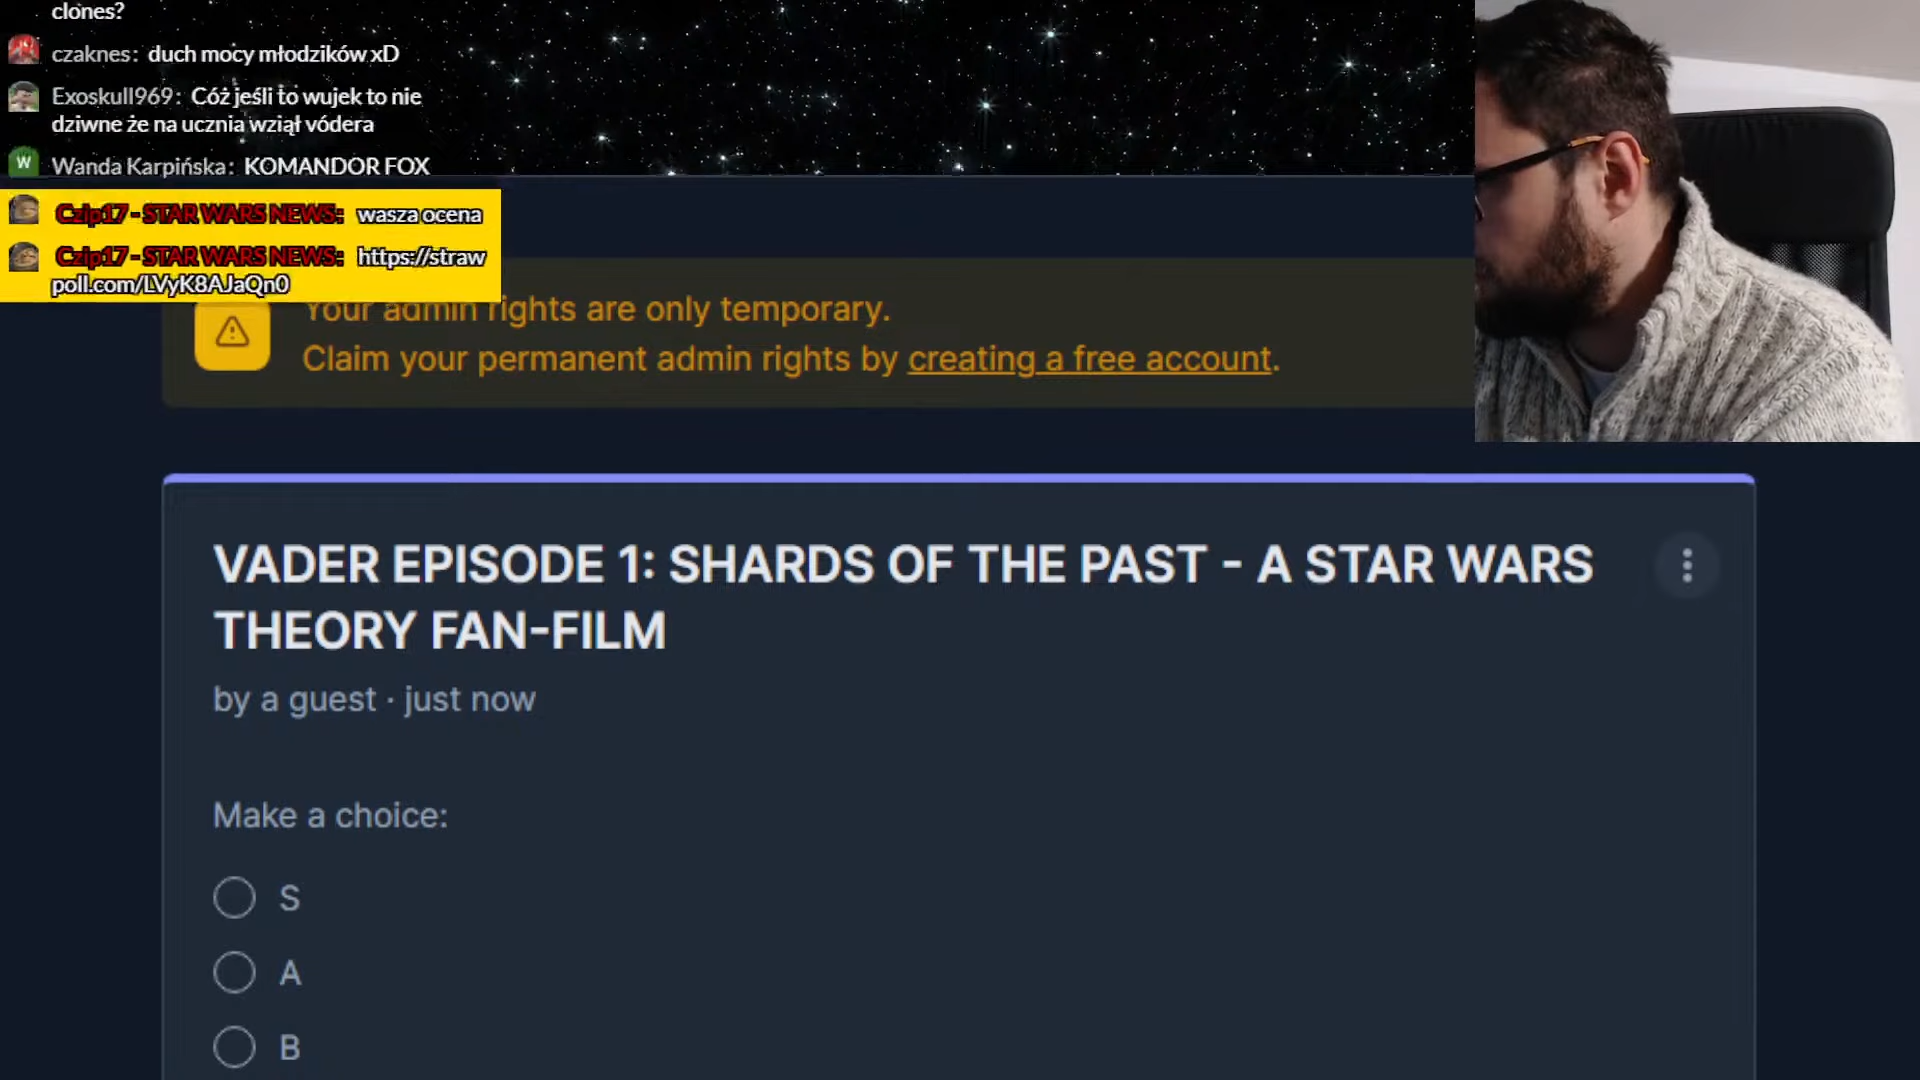 clones?
czaknes: duch mocy młodzików xD
Exoskull969: Cóż jeśli to wujek to nie
dziwne że na ucznia wziął vódera
W Wanda Karpińska: KOMANDOR FOX
Czip17 - STAR WARS NEWS: wasza ocena
Czip17 - STAR WARS NEWS: https://straw
poll.com/LVyK8AJaQn0
Your admin rights are only temporary.
Claim your permanent admin rights by creating a free account.
VADER EPISODE 1: SHARDS OF THE PAST - A STAR WARS
THEORY FAN-FILM
by a guest · just now
Make a choice:
S
A
B